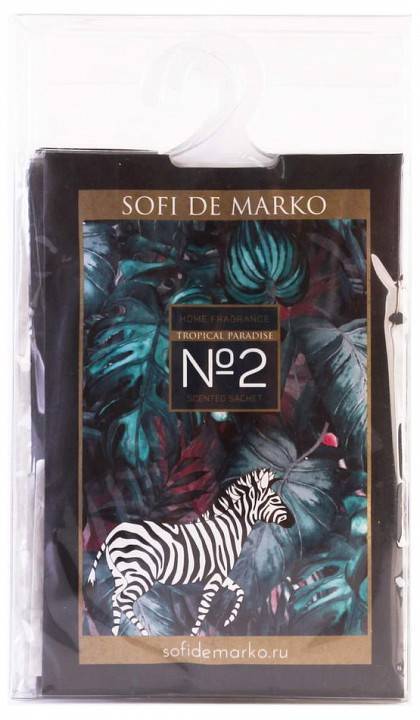 SOFI DE MARKO
HOME FRAGRANCE
TROPICAL PARADISE
№2
SCENTED SACHET
sofidemarko.ru